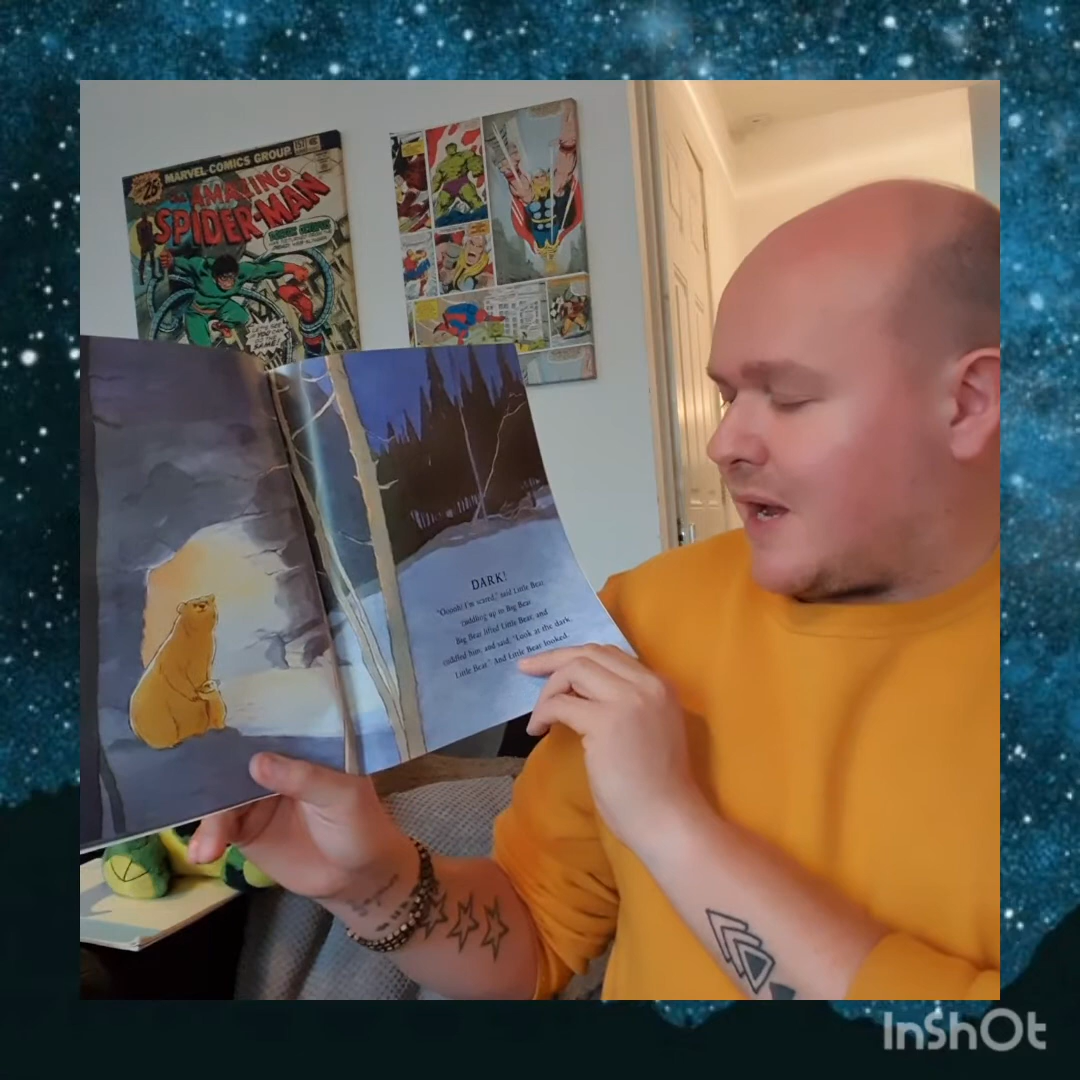 25¢
MARVEL COMICS GROUP
THE AMAZING
SPIDER-MAN
DARK!
"Ooooh! I'm scared," said Little Bear,
cuddling up to Big Bear.
Big Bear lifted Little Bear, and
cuddled him, and said, "Look at the dark,
Little Bear." And Little Bear looked.
InShOt